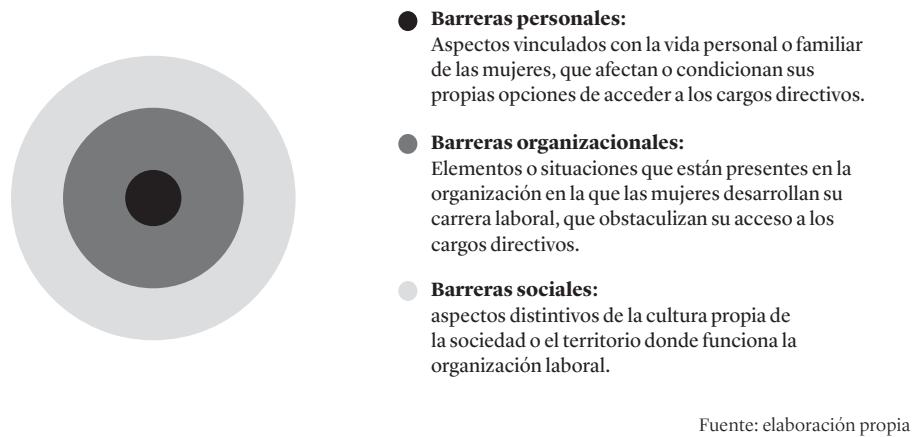 Barreras personales:
Aspectos vinculados con la vida personal o familiar
de las mujeres, que afectan o condicionan sus
propias opciones de acceder a los cargos directivos.
Barreras organizacionales:
Elementos o situaciones que están presentes en la
organización en la que las mujeres desarrollan su
carrera laboral, que obstaculizan su acceso a los
cargos directivos.
Barreras sociales:
aspectos distintivos de la cultura propia de
la sociedad o el territorio donde funciona la
organización laboral.
Fuente: elaboración propia